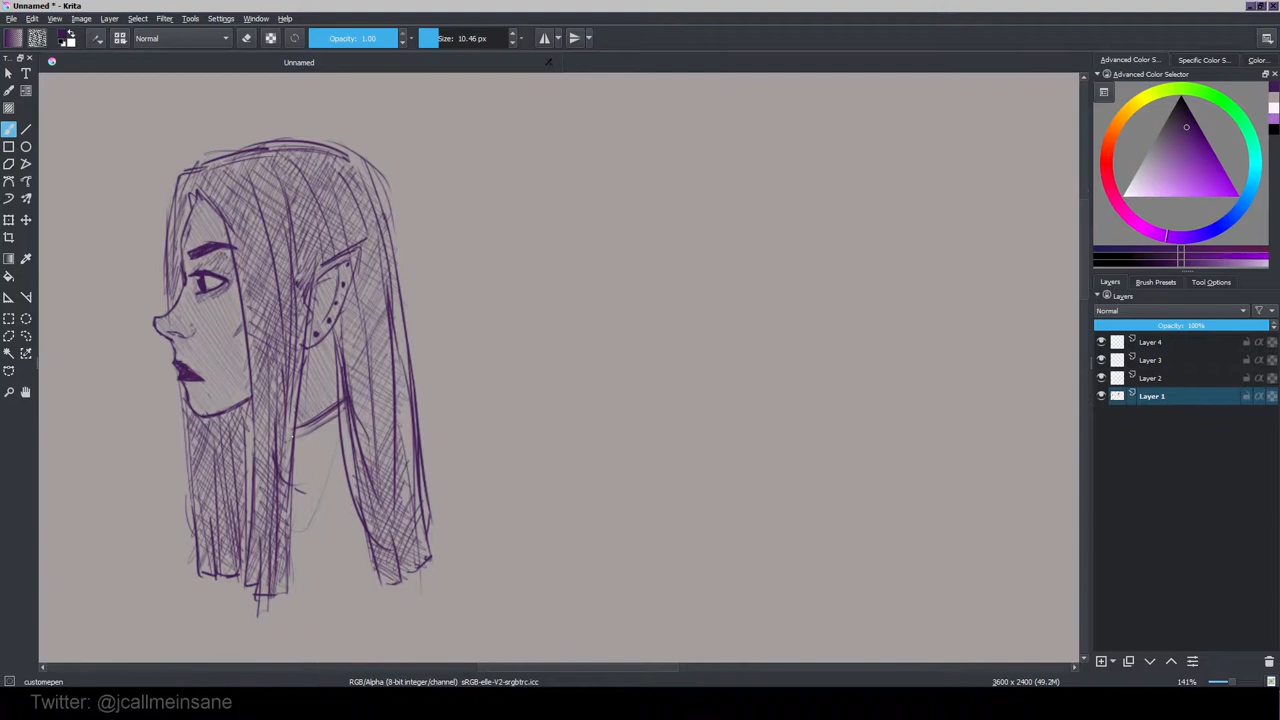 Unnamed * - Krita
File Edit View Image Layer Select Filter Tools Settings Window Help
Normal Opacity: 1.00 Size: 10.46 px
Unnamed
T...
Advanced Color S... Specific Color S... Color...
Advanced Color Selector
Layers Brush Presets Tool Options
Layers
Normal
Opacity: 100%
Layer 4
Layer 3
Layer 2
Layer 1
customepen RGB/Alpha (8-bit integer/channel) sRGB-elle-V2-srgbtrc.icc 3600 x 2400 (49.2M) 141%
Twitter: @jcallmeinsane